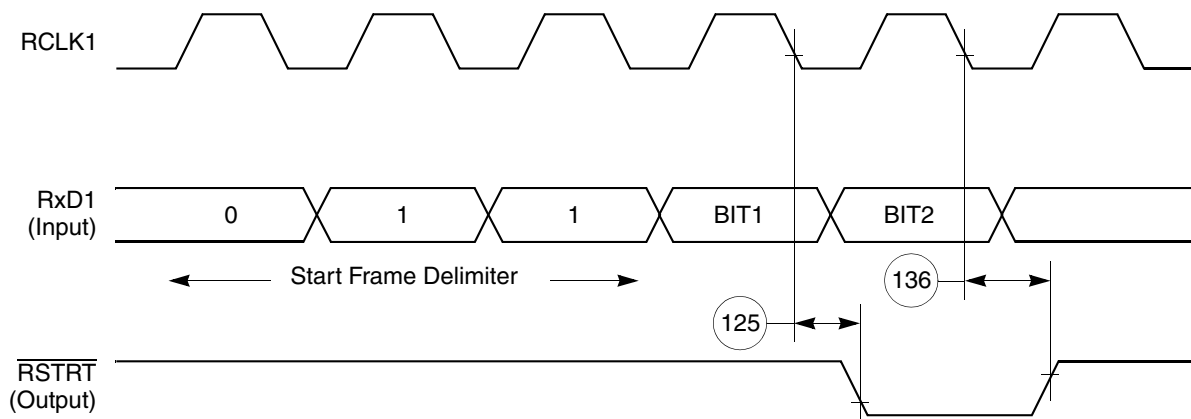 RCLK1
RxD1
(Input)
0
1
1
BIT1
BIT2
Start Frame Delimiter
136
125
RSTRT
(Output)